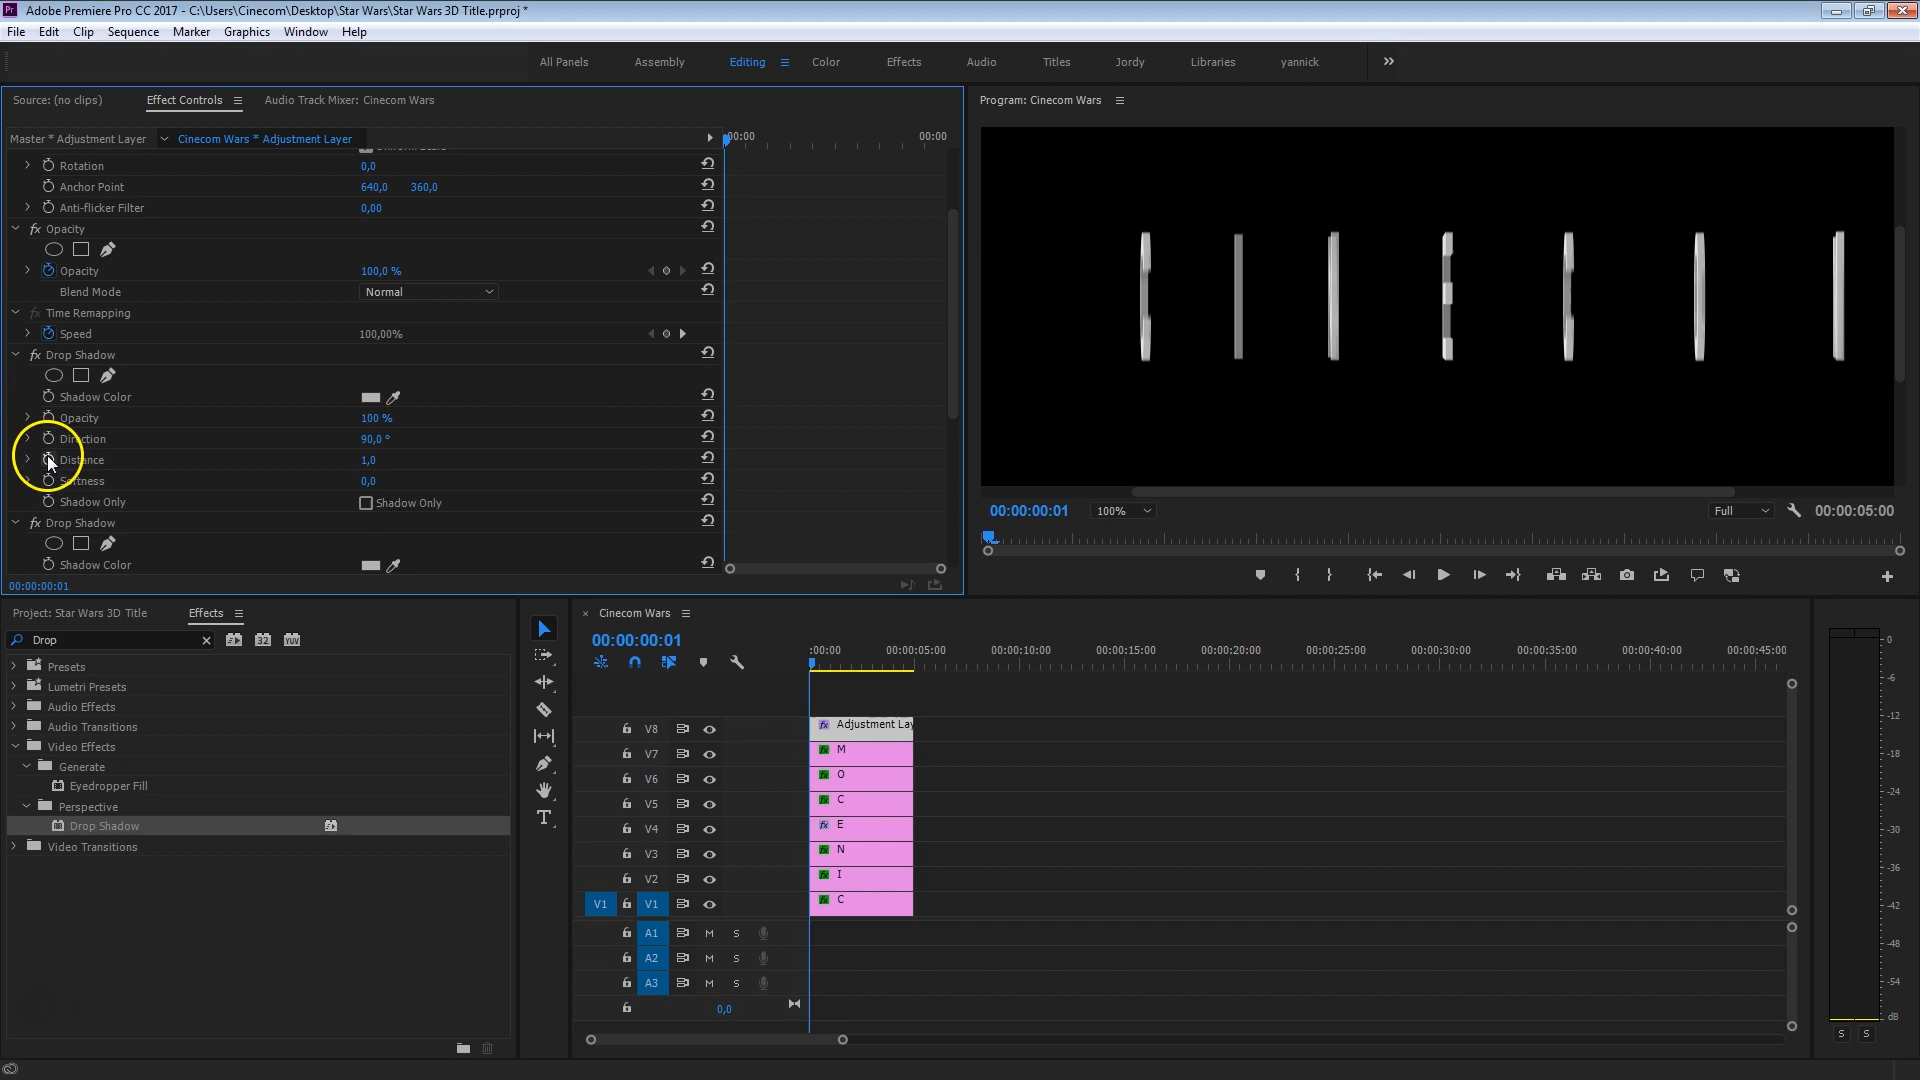 Adobe Premiere Pro CC 2017 - C:\Users\Cinecom\Desktop\Star Wars\Star Wars 3D Title.prproj *
File Edit Clip Sequence Marker Graphics Window Help
All Panels Assembly Editing Color Effects Audio Titles Jordy Libraries yannick
Source: (no clips) Effect Controls Audio Track Mixer: Cinecom Wars
Program: Cinecom Wars
Master * Adjustment Layer Cinecom Wars * Adjustment Layer
:00:00 00:00
Rotation 0,0
Anchor Point 640,0 360,0
Anti-flicker Filter 0,00
fx Opacity
Opacity 100,0 %
Blend Mode Normal
fx Time Remapping
Speed 100,00%
fx Drop Shadow
Shadow Color
Opacity 100 %
Direction 90,0 °
Distance 1,0
Softness 0,0
Shadow Only Shadow Only
fx Drop Shadow
Shadow Color
00:00:00:01
00:00:00:01 100% Full 00:00:05:00
Project: Star Wars 3D Title Effects
Drop
32 YUV
Presets
Lumetri Presets
Audio Effects
Audio Transitions
Video Effects
Generate
Eyedropper Fill
Perspective
Drop Shadow
Video Transitions
× Cinecom Wars
00:00:00:01
:00:00 00:00:05:00 00:00:10:00 00:00:15:00 00:00:20:00 00:00:25:00 00:00:30:00 00:00:35:00 00:00:40:00 00:00:45:00
V8 fx Adjustment Lay
V7 fx M
V6 fx O
V5 fx C
V4 fx E
V3 fx N
V2 fx I
V1 V1 fx C
A1 M S
A2 M S
A3 M S
0,0
0
-6
-12
-18
-24
-30
-36
-42
-48
-54
dB
S S